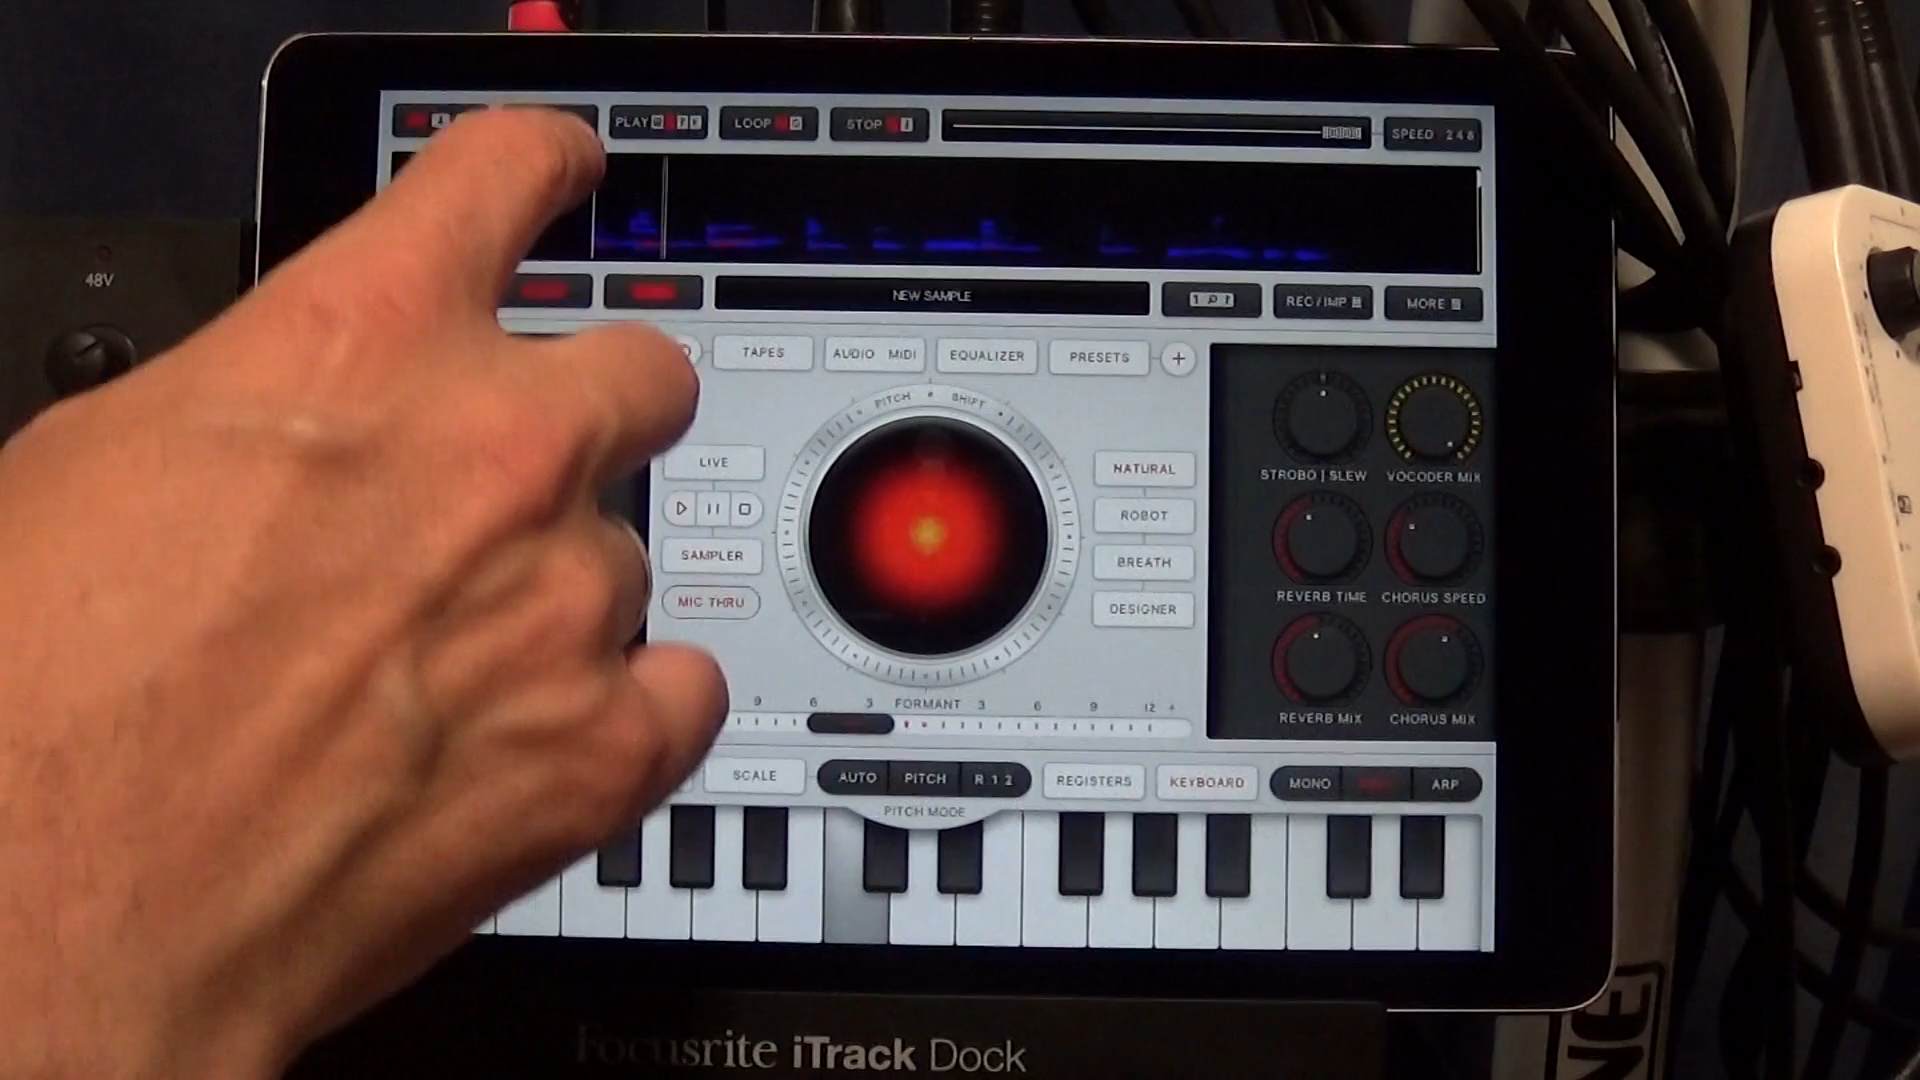 PLAY LOOP STOP SPEED 2 4 8
48V
NEW SAMPLE REC/IMP MORE
TAPES AUDIO MIDI EQUALIZER PRESETS +
PITCH SHIFT
LIVE NATURAL STROBO | SLEW VOCODER MIX
ROBOT
SAMPLER BREATH
MIC THRU DESIGNER REVERB TIME CHORUS SPEED
9 6 3 FORMANT 3 6 9 12 +
REVERB MIX CHORUS MIX
SCALE AUTO PITCH R 1 2 REGISTERS KEYBOARD MONO ARP
PITCH MODE
Focusrite iTrack Dock